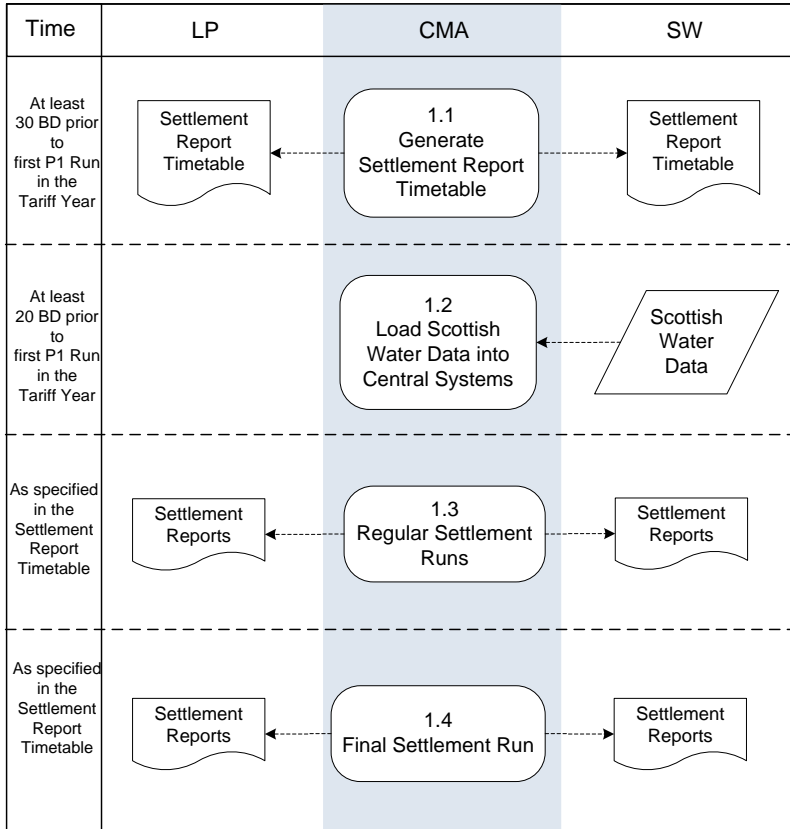 Time
LP
CMA
SW
At least
30 BD prior
to
first P1 Run
in the
Tariff Year
Settlement
Report
Timetable
1.1
Generate
Settlement Report
Timetable
Settlement
Report
Timetable
At least
20 BD prior
to
first P1 Run
in the
Tariff Year
1.2
Load Scottish
Water Data into
Central Systems
Scottish
Water
Data
As specified
in the
Settlement
Report
Timetable
Settlement
Reports
1.3
Regular Settlement
Runs
Settlement
Reports
As specified
in the
Settlement
Report
Timetable
Settlement
Reports
1.4
Final Settlement Run
Settlement
Reports